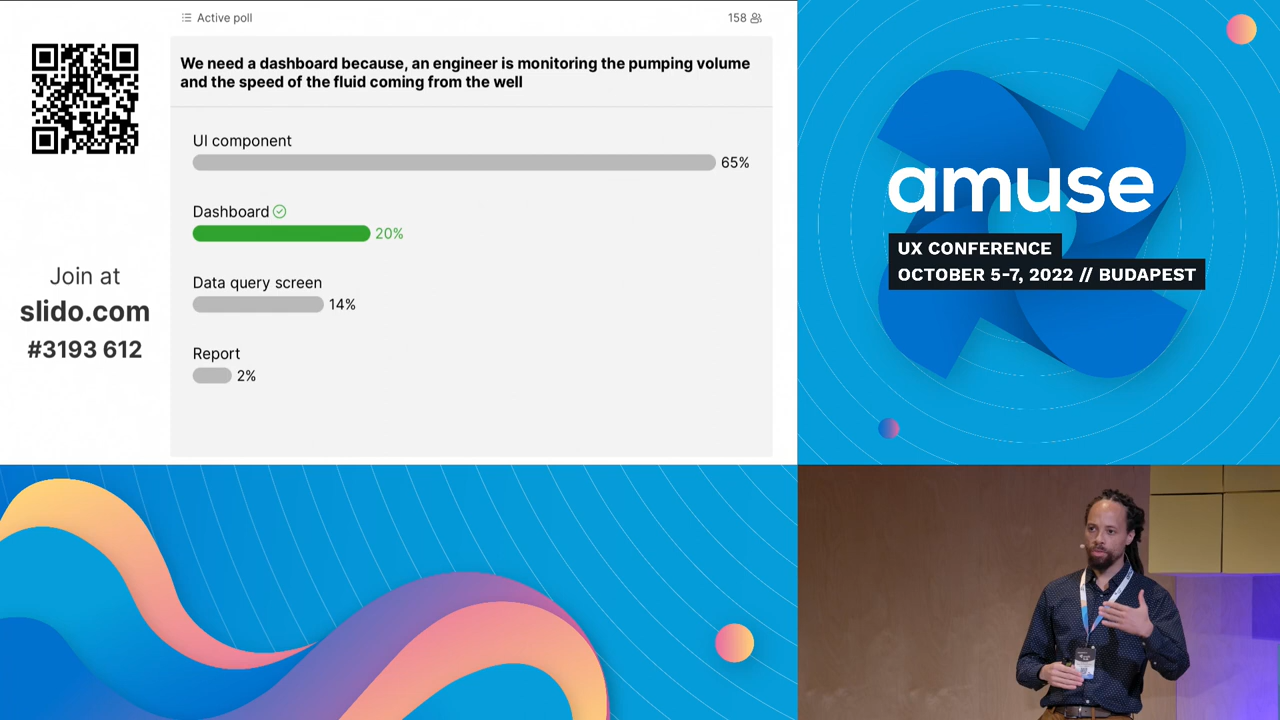 Active poll
158
We need a dashboard because, an engineer is monitoring the pumping volume
and the speed of the fluid coming from the well
UI component
65%
Dashboard
20%
Data query screen
14%
Report
2%
Join at
slido.com
#3193 612
amuse
UX CONFERENCE
OCTOBER 5-7, 2022 // BUDAPEST